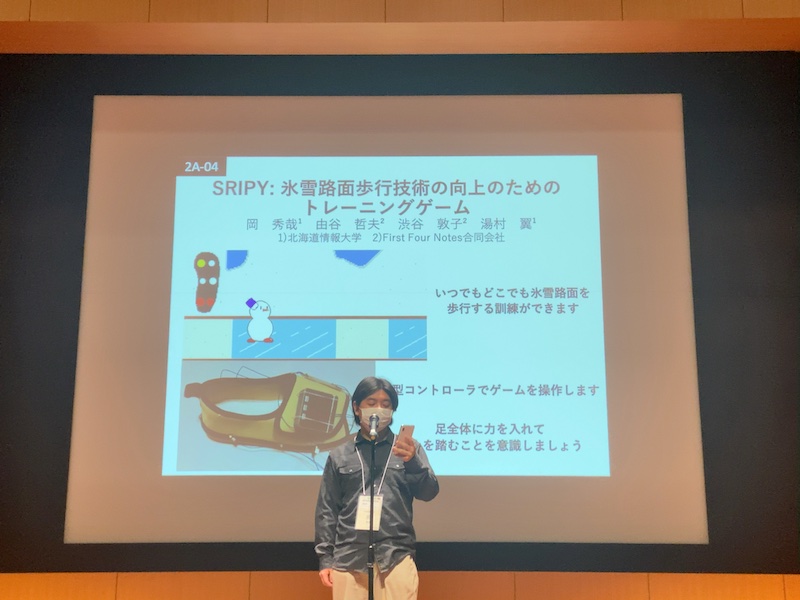 2A-04
SRIPY: 氷雪路面歩行技術の向上のための
トレーニングゲーム
岡 秀哉¹ 由谷 哲夫² 渋谷 敦子² 湯村 翼¹
1)北海道情報大学 2)First Four Notes合同会社
いつでもどこでも氷雪路面を
歩行する訓練ができます
型コントローラでゲームを操作します
足全体に力を入れて
を踏むことを意識しましょう